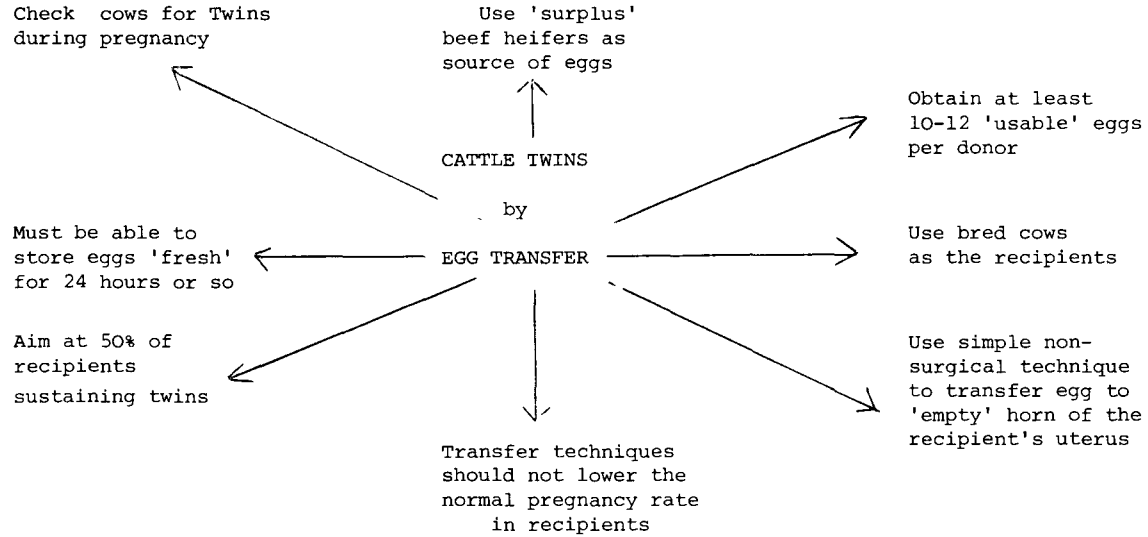 Check cows for Twins
during pregnancy
Use 'surplus'
beef heifers as
source of eggs
Obtain at least
10-12 'usable' eggs
per donor
CATTLE TWINS
by
EGG TRANSFER
Must be able to
store eggs 'fresh'
for 24 hours or so
Use bred cows
as the recipients
Aim at 50% of
recipients
sustaining twins
Use simple non-
surgical technique
to transfer egg to
'empty' horn of the
recipient's uterus
Transfer techniques
should not lower the
normal pregnancy rate
in recipients